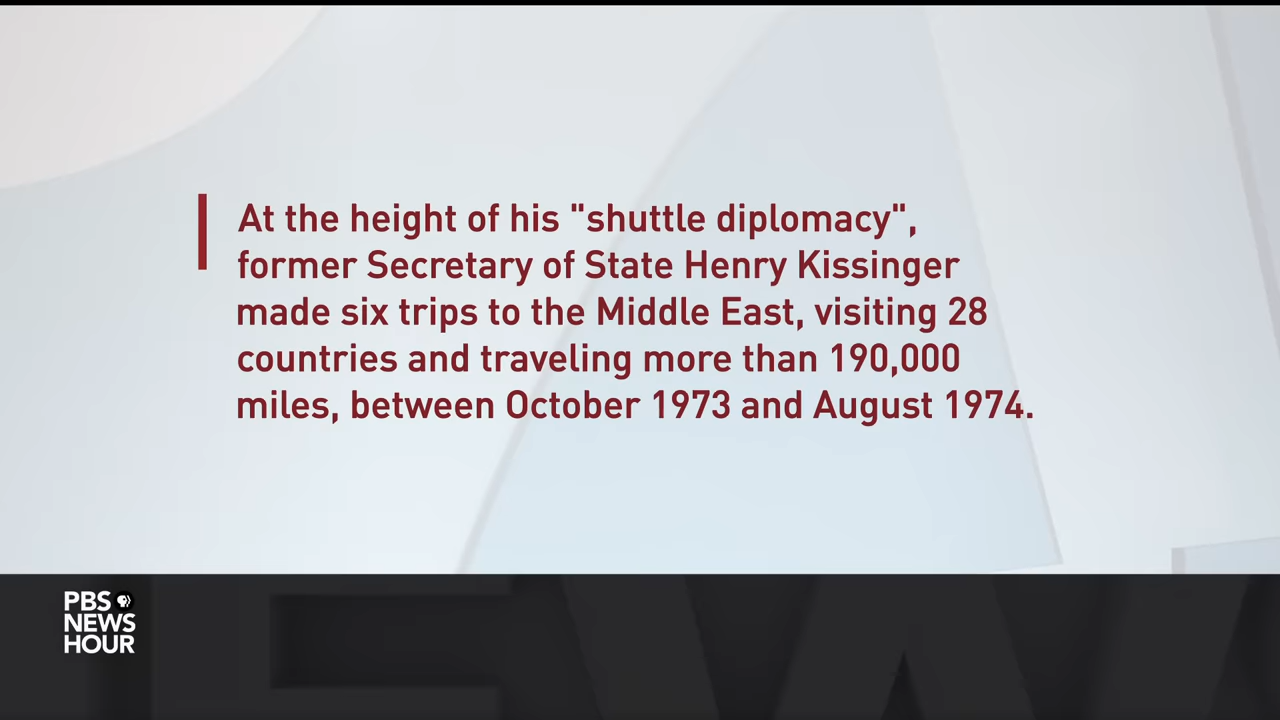 At the height of his "shuttle diplomacy",
former Secretary of State Henry Kissinger
made six trips to the Middle East, visiting 28
countries and traveling more than 190,000
miles, between October 1973 and August 1974.
PBS
NEWS
HOUR